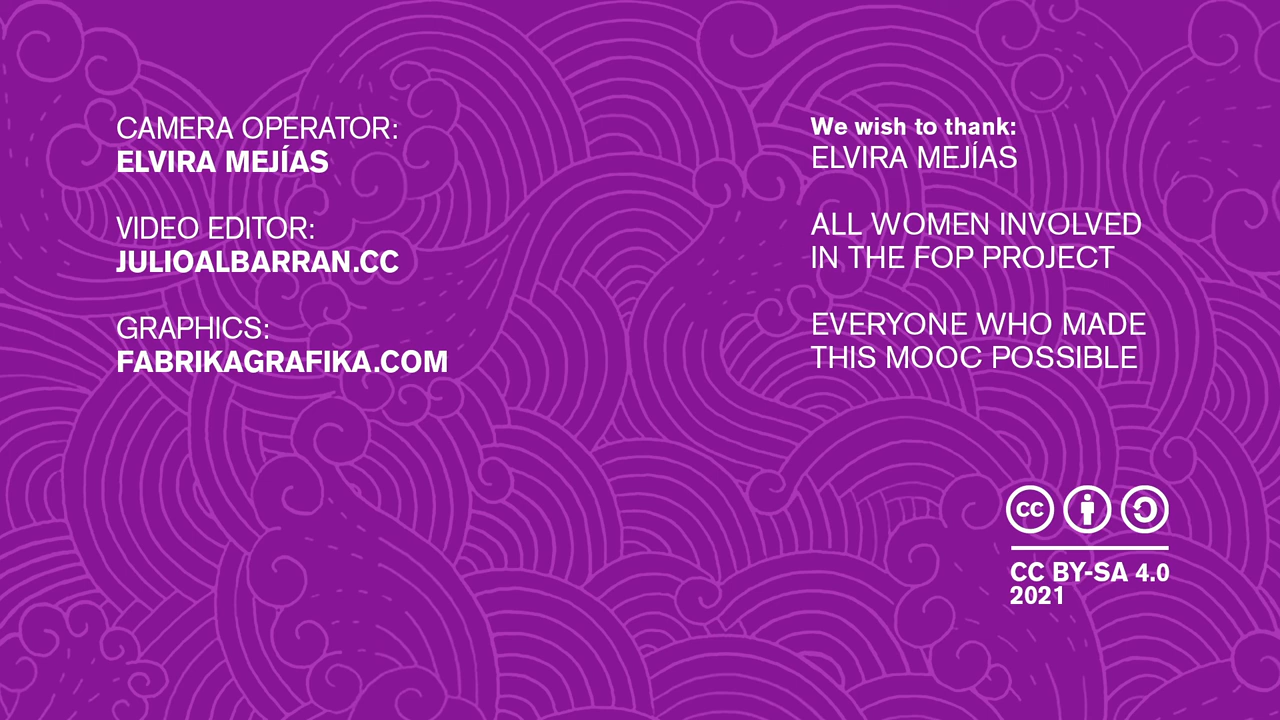 CAMERA OPERATOR:
ELVIRA MEJÍAS
VIDEO EDITOR:
JULIOALBARRAN.CC
GRAPHICS:
FABRIKAGRAFIKA.COM
We wish to thank:
ELVIRA MEJÍAS
ALL WOMEN INVOLVED
IN THE FOP PROJECT
EVERYONE WHO MADE
THIS MOOC POSSIBLE
CC
CC BY-SA 4.0
2021